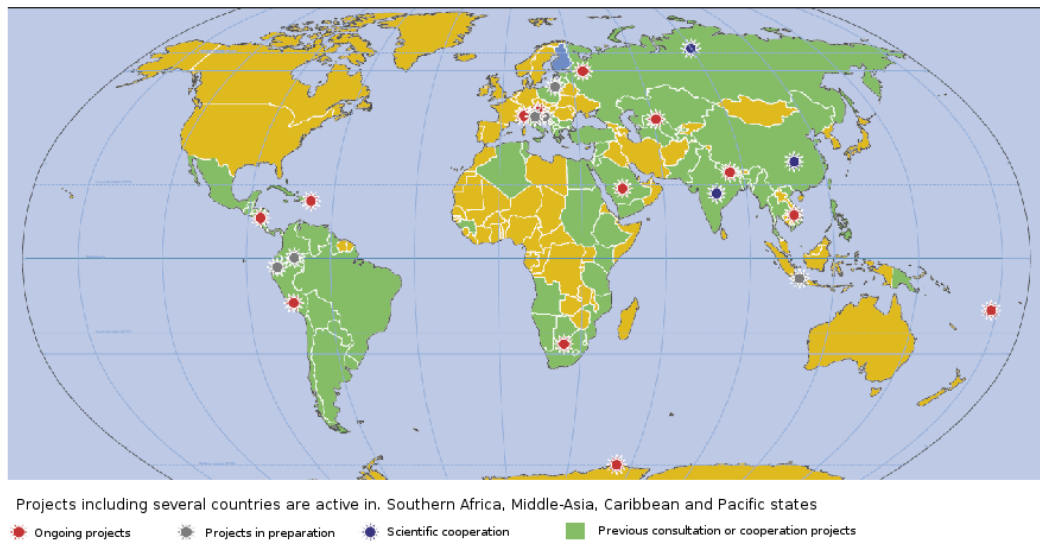 Projects including several countries are active in. Southern Africa, Middle-Asia, Caribbean and Pacific states
Ongoing projects
Projects in preparation
Scientific cooperation
Previous consultation or cooperation projects